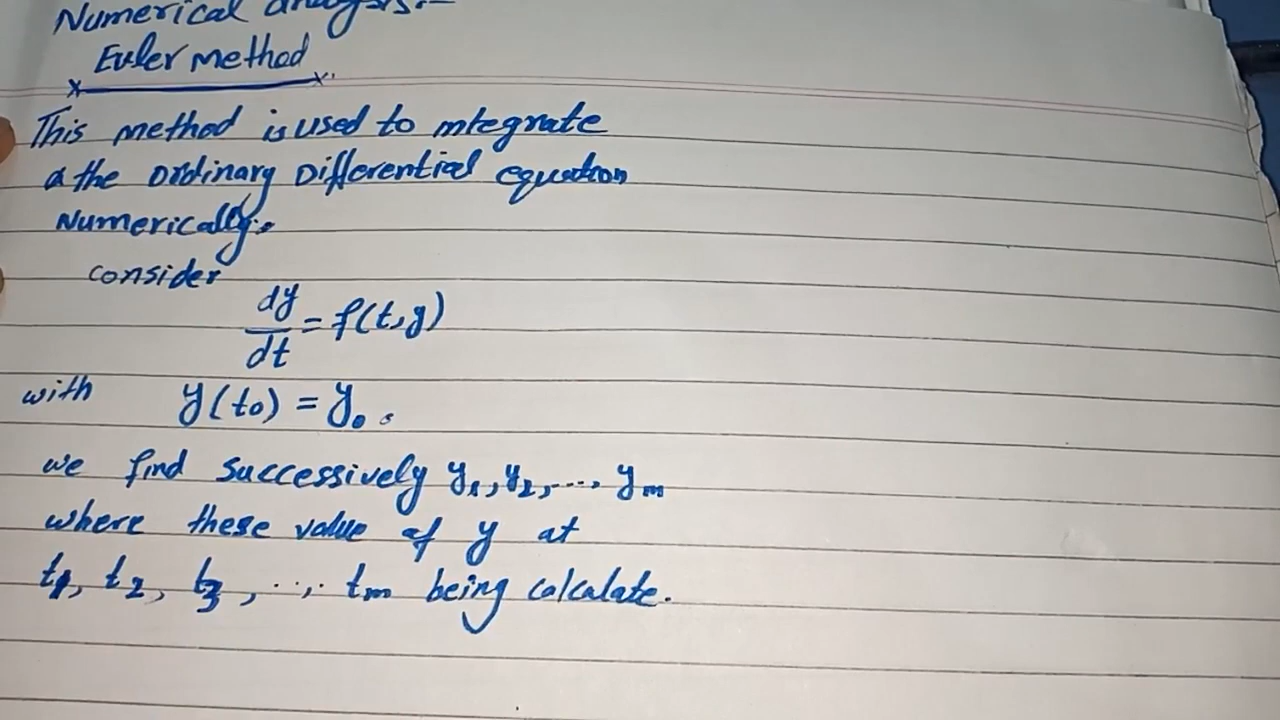 Numerical analysis:-
Euler method
This method is used to integrate
a the ordinary Differential equation
Numerically.
consider
dy/dt = f(t,y)
with y(t0) = y0.
we find successively y1, y2, ... ym
where these value of y at
t1, t2, t3, ..., tm being calculate.